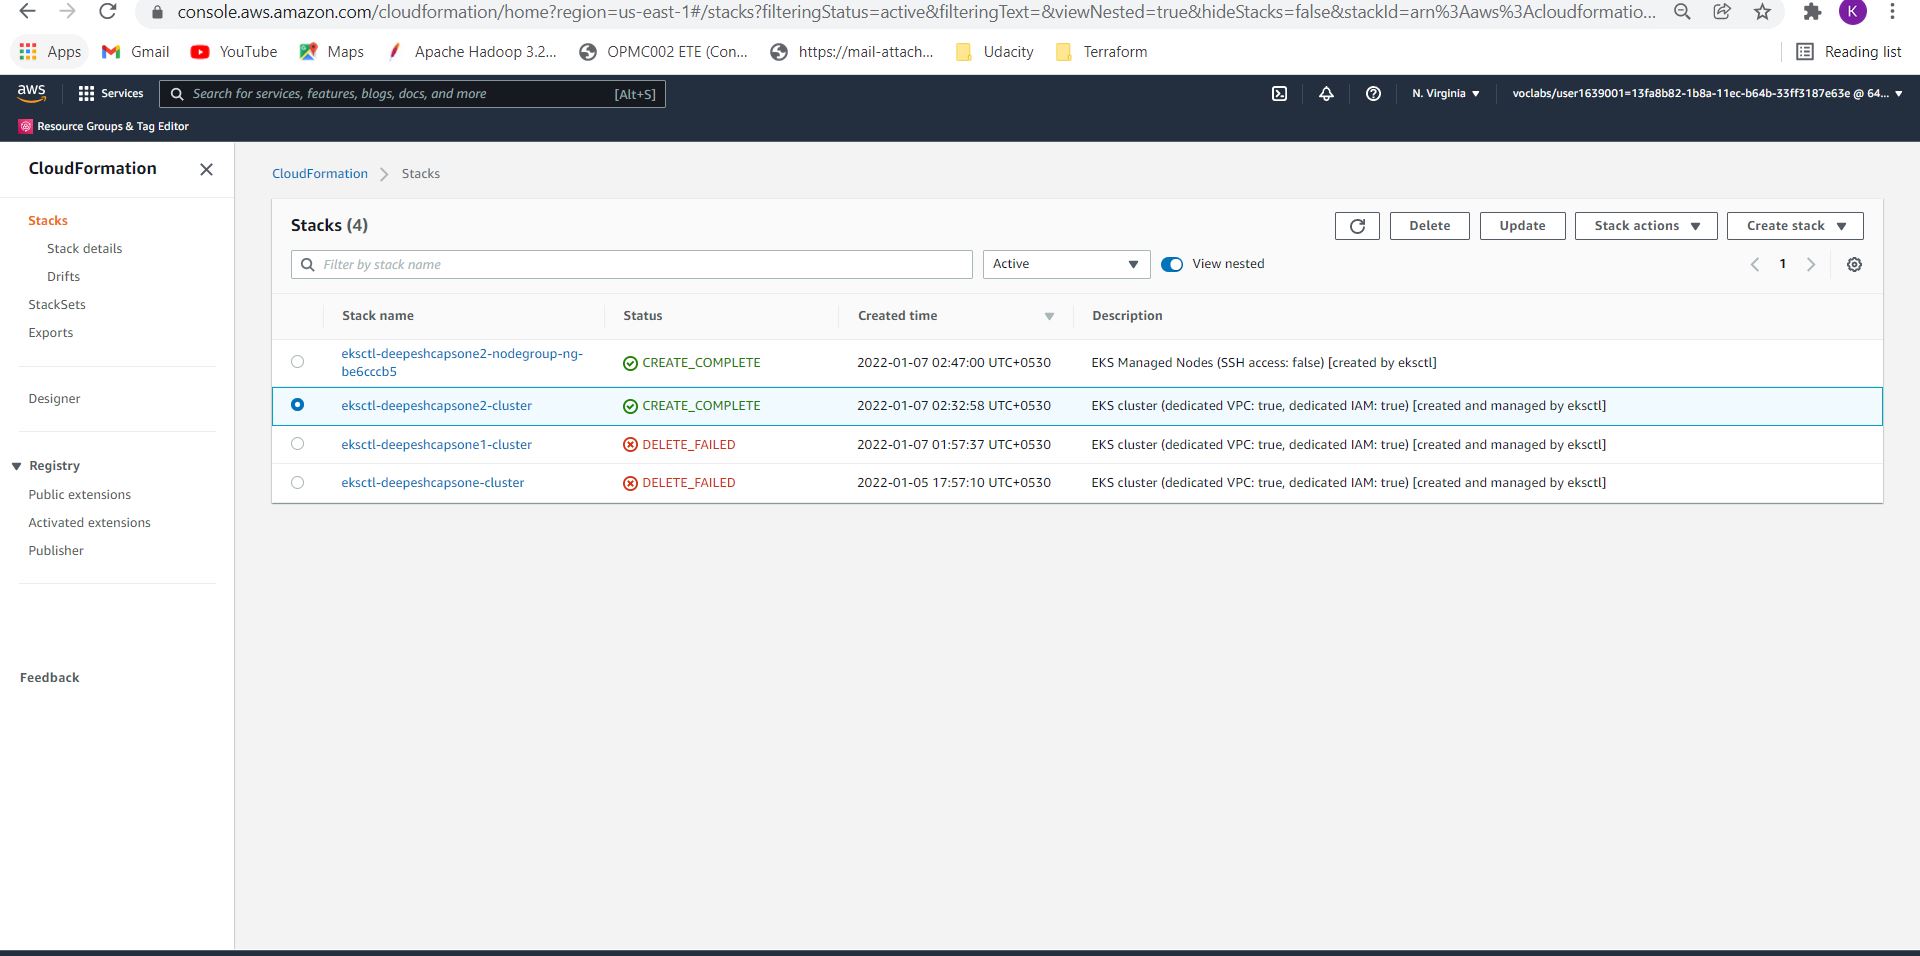 console.aws.amazon.com/cloudformation/home?region=us-east-1#/stacks?filteringStatus=active&filteringText=&viewNested=true&hideStacks=false&stackId=arn%3Aaws%3Acloudformatio...
K
Apps Gmail YouTube Maps Apache Hadoop 3.2... OPMC002 ETE (Con... https://mail-attach... Udacity Terraform Reading list
aws Services Search for services, features, blogs, docs, and more [Alt+S] N. Virginia voclabs/user1639001=13fa8b82-1b8a-11ec-b64b-33ff3187e63e @ 64...
Resource Groups & Tag Editor
CloudFormation
Stacks
Stack details
Drifts
StackSets
Exports
Designer
Registry
Public extensions
Activated extensions
Publisher
Feedback
CloudFormation Stacks
Stacks (4) Delete Update Stack actions Create stack
Filter by stack name Active View nested 1
Stack name Status Created time Description
eksctl-deepeshcapsone2-nodegroup-ng-
be6cccb5 CREATE_COMPLETE 2022-01-07 02:47:00 UTC+0530 EKS Managed Nodes (SSH access: false) [created by eksctl]
eksctl-deepeshcapsone2-cluster CREATE_COMPLETE 2022-01-07 02:32:58 UTC+0530 EKS cluster (dedicated VPC: true, dedicated IAM: true) [created and managed by eksctl]
eksctl-deepeshcapsone1-cluster DELETE_FAILED 2022-01-07 01:57:37 UTC+0530 EKS cluster (dedicated VPC: true, dedicated IAM: true) [created and managed by eksctl]
eksctl-deepeshcapsone-cluster DELETE_FAILED 2022-01-05 17:57:10 UTC+0530 EKS cluster (dedicated VPC: true, dedicated IAM: true) [created and managed by eksctl]